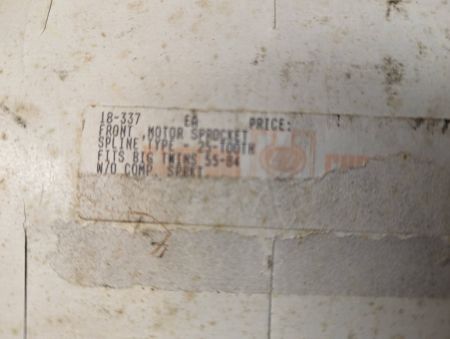 18-337 EA PRICE:
FRONT MOTOR SPROCKET
SPLINE TYPE 25-TOOTH
FITS BIG TWINS 55-84
W/O COMP. SPRKT